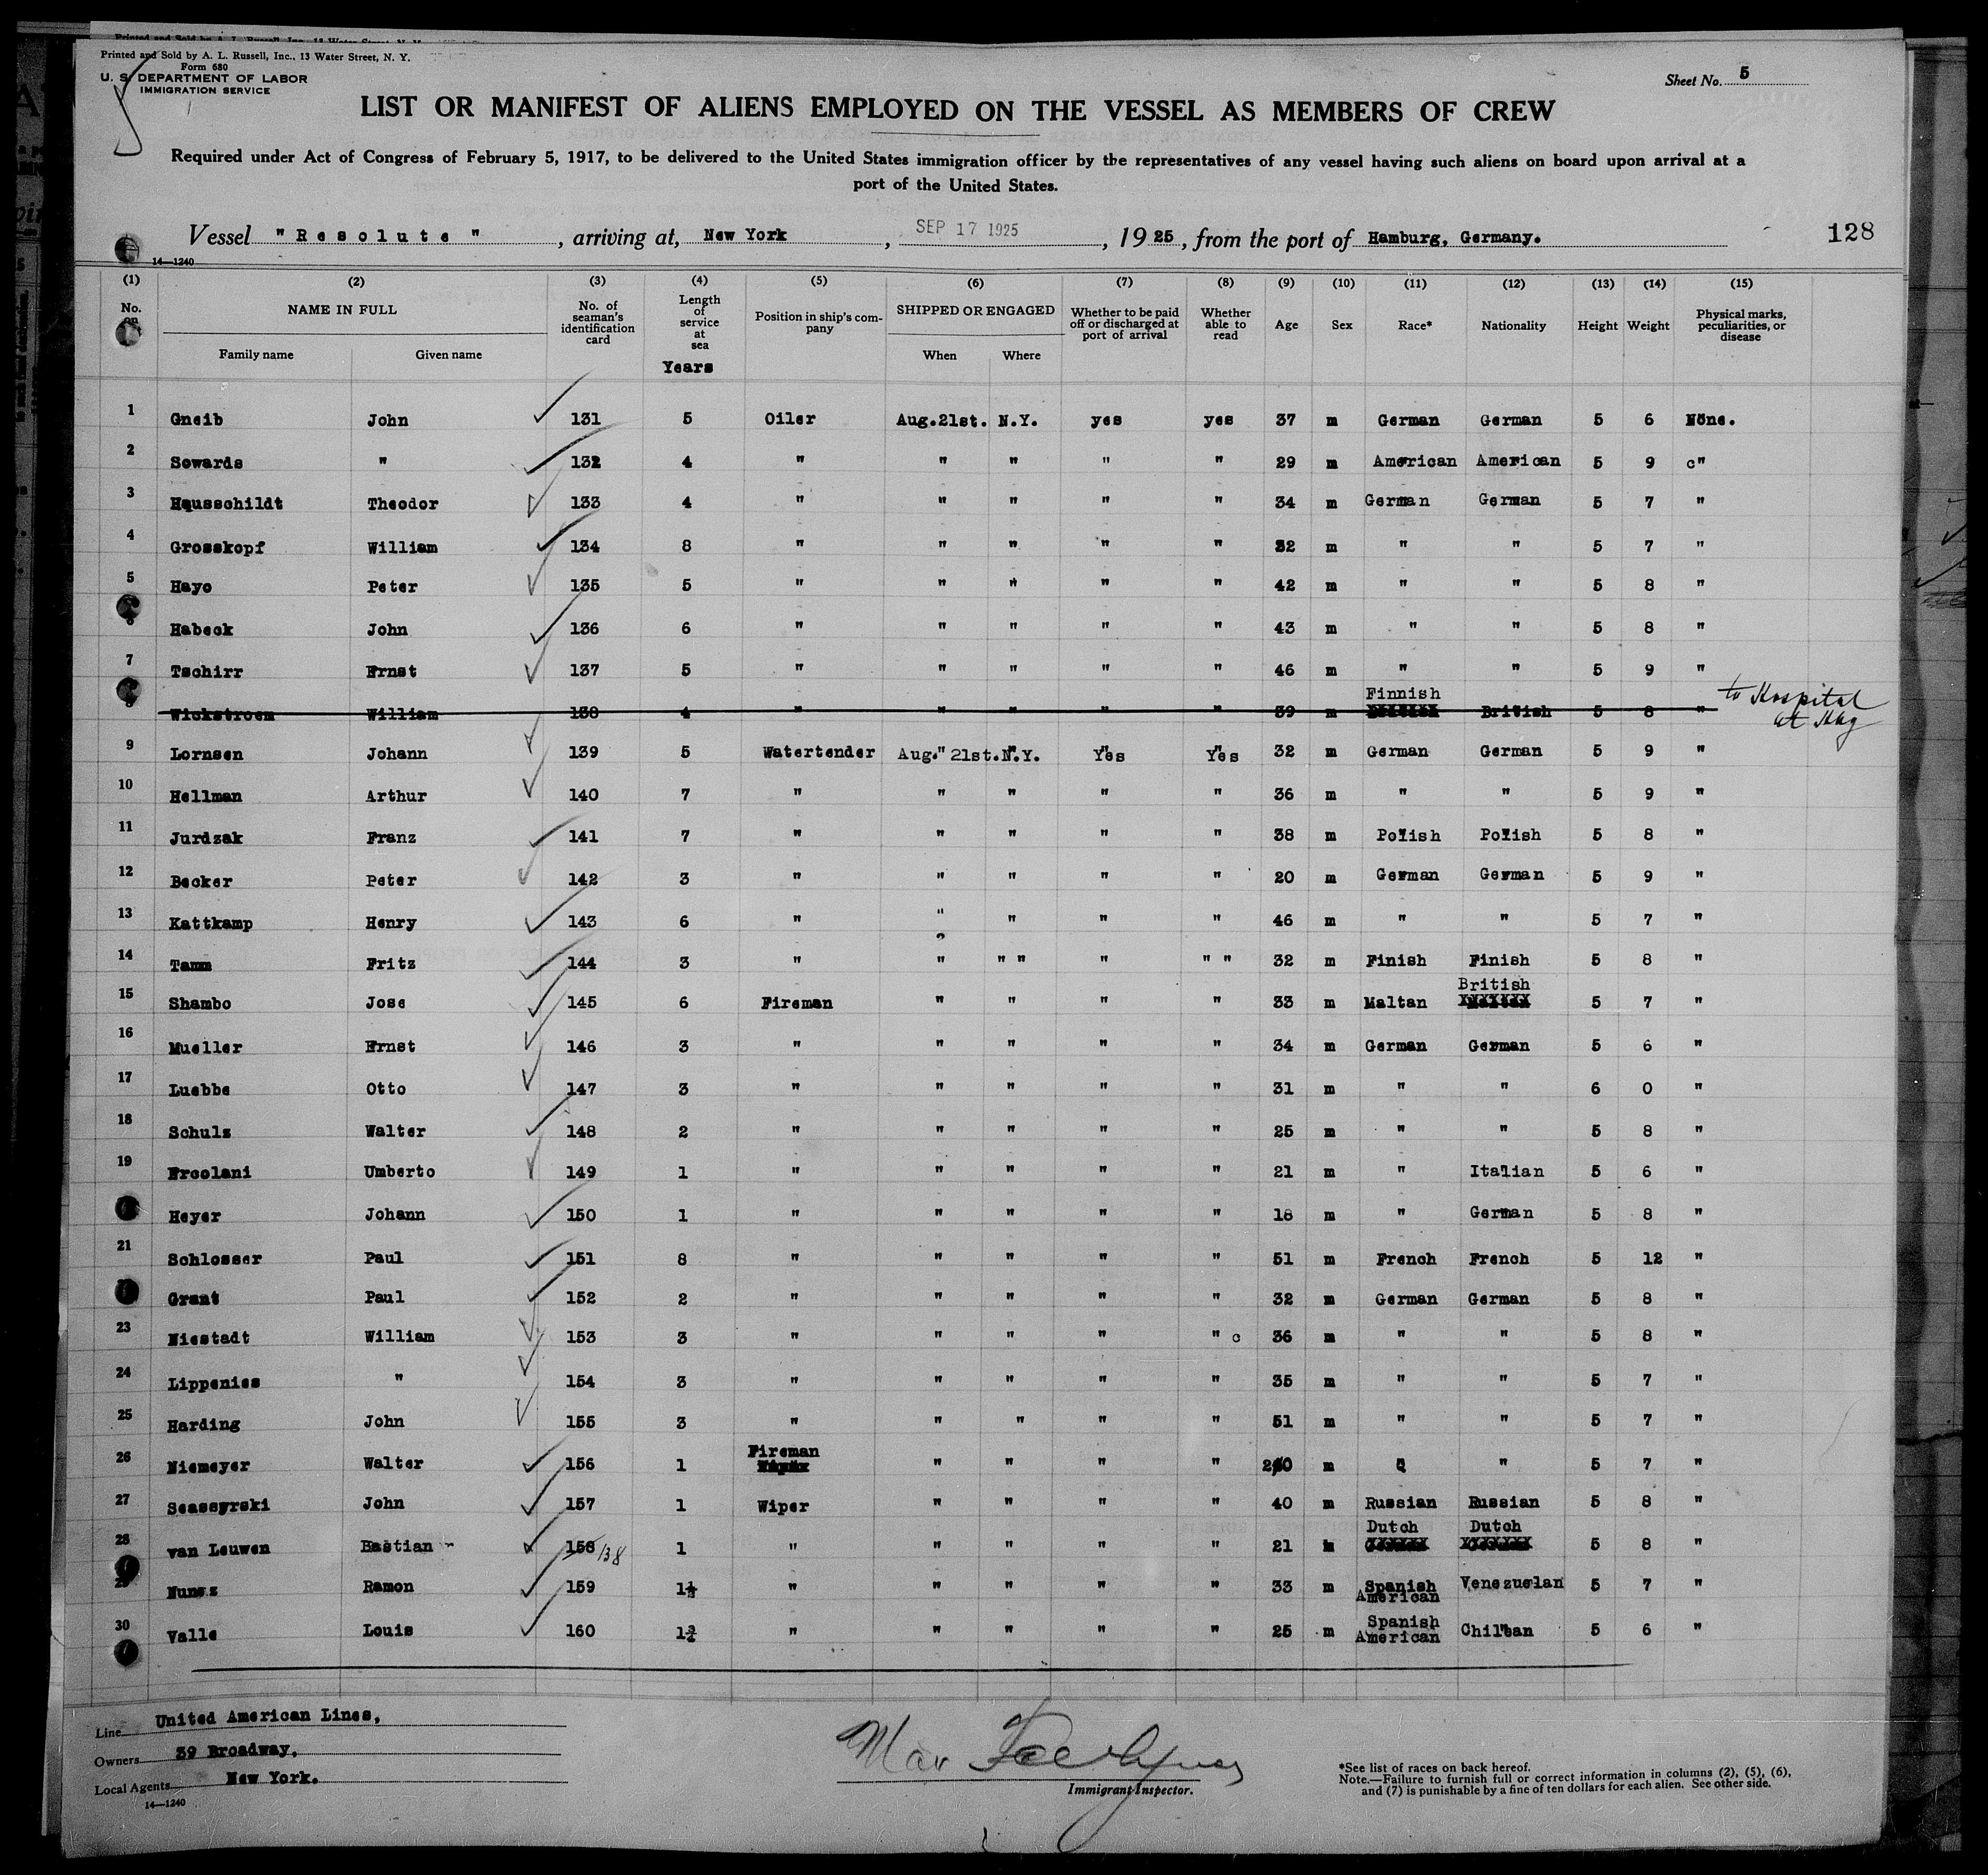 Printed and Sold by A. L. Russell, Inc., 13 Water Street, N. Y.
Form 680
U. S. DEPARTMENT OF LABOR
IMMIGRATION SERVICE
Sheet No. 5
LIST OR MANIFEST OF ALIENS EMPLOYED ON THE VESSEL AS MEMBERS OF CREW
Required under Act of Congress of February 5, 1917, to be delivered to the United States immigration officer by the representatives of any vessel having such aliens on board upon arrival at a
port of the United States.
Vessel "Resolute", arriving at, New York, SEP 17 1925, 1925, from the port of Hamburg, Germany. 128
14—1240
(1) (2) (3) (4) (5) (6) (7) (8) (9) (10) (11) (12) (13) (14) (15)
No. on NAME IN FULL Family name Given name No. of seaman's identification card Length of service at sea Years Position in ship's company SHIPPED OR ENGAGED When Where Whether to be paid off or discharged at port of arrival Whether able to read Age Sex Race* Nationality Height Weight Physical marks, peculiarities, or disease
1 Gneib John 131 5 Oiler Aug.21st. N.Y. yes yes 37 m German German 5 6 None.
2 Sowards " 132 4 " " " " " 29 m American American 5 9 c"
3 Hausschildt Theodor 133 4 " " " " " 34 m German German 5 7 "
4 Grosskopf William 134 8 " " " " " 32 m " " 5 7 "
5 Hayo Peter 135 5 " " " " " 42 m " " 5 8 "
6 Habeck John 136 6 " " " " " 43 m " " 5 8 "
7 Tschirr Ernst 137 5 " " " " " 46 m " " 5 9 "
8 Wickstroem William 138 4 " " " " " 39 m Finnish British 5 8 " to Hospital at Hbg
9 Lornsen Johann 139 5 Watertender Aug. 21st. N.Y. Yes Yes 32 m German German 5 9 "
10 Hellman Arthur 140 7 " " " " " 36 m " " 5 9 "
11 Jurdzak Franz 141 7 " " " " " 38 m Polish Polish 5 8 "
12 Becker Peter 142 3 " " " " " 20 m German German 5 9 "
13 Kattkamp Henry 143 6 " " " " " 46 m " " 5 7 "
14 Tamm Fritz 144 3 " " " " " " " 32 m Finish Finish 5 8 "
15 Shambo Jose 145 6 Fireman " " " " 33 m Maltan British 5 7 "
16 Mueller Ernst 146 3 " " " " " 34 m German German 5 6 "
17 Luebbe Otto 147 3 " " " " " 31 m " " 6 0 "
18 Schulz Walter 148 2 " " " " " 25 m " " 5 8 "
19 Ercolani Umberto 149 1 " " " " " 21 m " Italian 5 6 "
Heyer Johann 150 1 " " " " " 18 m " German 5 8 "
21 Schlosser Paul 151 8 " " " " " 51 m French French 5 12 "
Grant Paul 152 2 " " " " " 32 m German German 5 8 "
23 Niestadt William 153 3 " " " " " c 36 m " " 5 8 "
24 Lippenies " 154 3 " " " " " 35 m " " 5 7 "
25 Harding John 155 3 " " " " " 51 m " " 5 7 "
26 Niemeyer Walter 156 1 Fireman " " " " 20 m " " 5 7 "
27 Seassyrski John 157 1 Wiper " " " " 40 m Russian Russian 5 8 "
28 van Leuwen Bastian 158 138 1 " " " " " 21 m Dutch Dutch 5 8 "
29 Nunez Ramon 159 " " " " " 33 m Spanish American Venezuelan 5 7 "
30 Valle Louis 160 " " " " " 25 m Spanish American Chilean 5 6 "
Line United American Lines,
Owners 39 Broadway,
Local Agents New York.
14—1240
Immigrant Inspector.
*See list of races on back hereof.
Note.—Failure to furnish full or correct information in columns (2), (5), (6),
and (7) is punishable by a fine of ten dollars for each alien. See other side.